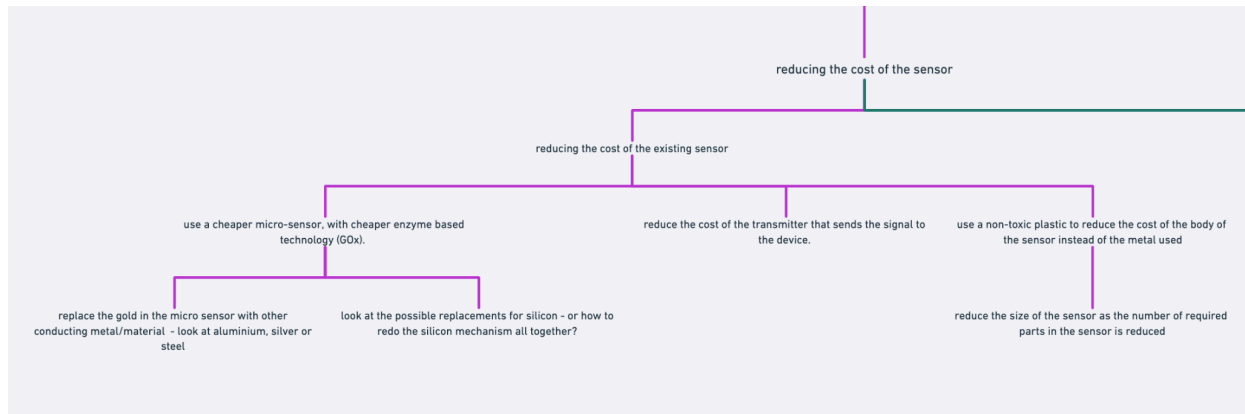 reducing the cost of the sensor
reducing the cost of the existing sensor
use a cheaper micro-sensor, with cheaper enzyme based
technology (GOx).
reduce the cost of the transmitter that sends the signal to
the device.
use a non-toxic plastic to reduce the cost of the body of
the sensor instead of the metal used
replace the gold in the micro sensor with other
conducting metal/material - look at aluminium, silver or
steel
look at the possible replacements for silicon - or how to
redo the silicon mechanism all together?
reduce the size of the sensor as the number of required
parts in the sensor is reduced